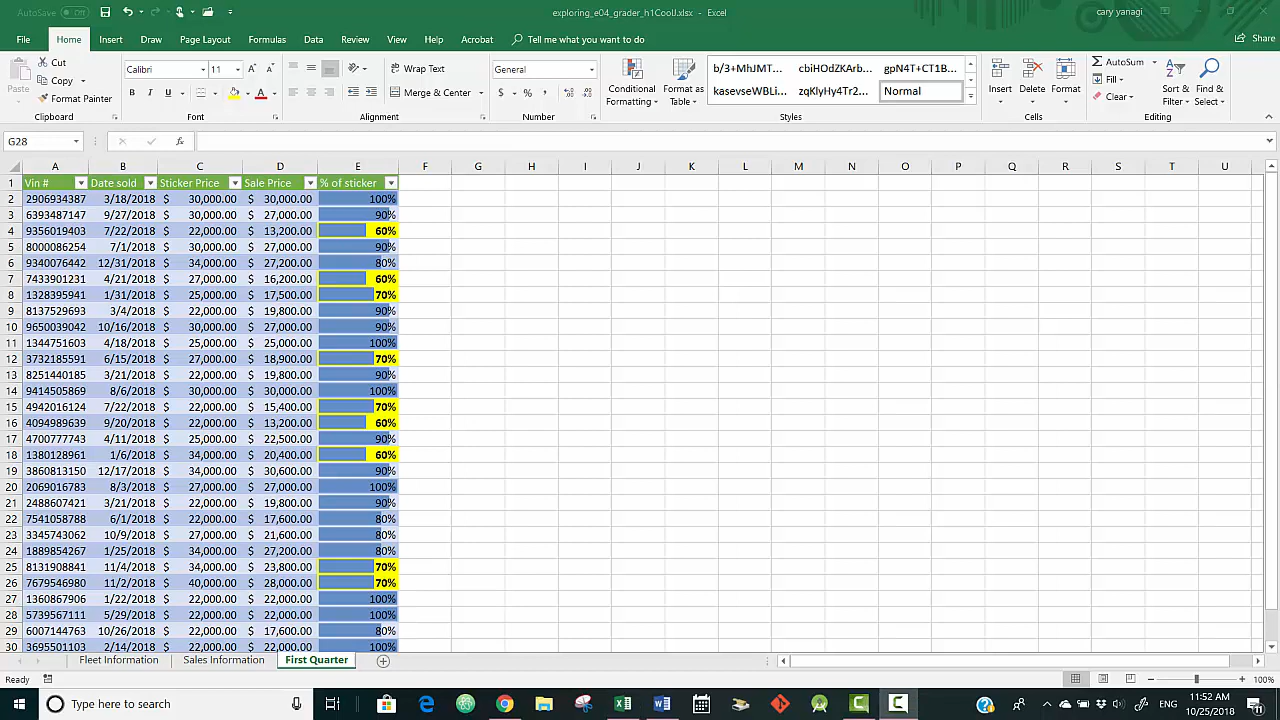 AutoSave Off
exploring_e04_grader_h1CoolJ.xlsx - Excel
cary yanagi
File Home Insert Draw Page Layout Formulas Data Review View Help Acrobat Tell me what you want to do Share
Paste
Cut
Copy
Format Painter
Clipboard
Calibri 11
B I U
Font
Wrap Text
Merge & Center
Alignment
General
$ % ,
Number
Conditional Formatting
Format as Table
b/3+MhJMT... cbiHOdZKArb... gpN4T+CT1B...
kasevseWBLi... zqKlyHy4Tr2... Normal
Styles
Insert Delete Format
Cells
AutoSum
Fill
Clear
Sort & Filter
Find & Select
Editing
G28 fx
A B C D E F G H I J K L M N O P Q R S T U
1 Vin # Date sold Sticker Price Sale Price % of sticker
2 2906934387 3/18/2018 $ 30,000.00 $ 30,000.00 100%
3 6393487147 9/27/2018 $ 30,000.00 $ 27,000.00 90%
4 9356019403 7/22/2018 $ 22,000.00 $ 13,200.00 60%
5 8000086254 7/1/2018 $ 30,000.00 $ 27,000.00 90%
6 9340076442 12/31/2018 $ 34,000.00 $ 27,200.00 80%
7 7433901231 4/21/2018 $ 27,000.00 $ 16,200.00 60%
8 1328395941 1/31/2018 $ 25,000.00 $ 17,500.00 70%
9 8137529693 3/4/2018 $ 22,000.00 $ 19,800.00 90%
10 9650039042 10/16/2018 $ 30,000.00 $ 27,000.00 90%
11 1344751603 4/18/2018 $ 25,000.00 $ 25,000.00 100%
12 3732185591 6/15/2018 $ 27,000.00 $ 18,900.00 70%
13 8251440185 3/21/2018 $ 22,000.00 $ 19,800.00 90%
14 9414505869 8/6/2018 $ 30,000.00 $ 30,000.00 100%
15 4942016124 7/22/2018 $ 22,000.00 $ 15,400.00 70%
16 4094989639 9/20/2018 $ 22,000.00 $ 13,200.00 60%
17 4700777743 4/11/2018 $ 25,000.00 $ 22,500.00 90%
18 1380128961 1/6/2018 $ 34,000.00 $ 20,400.00 60%
19 3860813150 12/17/2018 $ 34,000.00 $ 30,600.00 90%
20 2069016783 8/3/2018 $ 27,000.00 $ 27,000.00 100%
21 2488607421 3/21/2018 $ 22,000.00 $ 19,800.00 90%
22 7541058788 6/1/2018 $ 22,000.00 $ 17,600.00 80%
23 3345743062 10/9/2018 $ 27,000.00 $ 21,600.00 80%
24 1889854267 1/25/2018 $ 34,000.00 $ 27,200.00 80%
25 8131908841 11/4/2018 $ 34,000.00 $ 23,800.00 70%
26 7679546980 11/2/2018 $ 40,000.00 $ 28,000.00 70%
27 1360867906 1/22/2018 $ 22,000.00 $ 22,000.00 100%
28 5739567111 5/29/2018 $ 22,000.00 $ 22,000.00 100%
29 6007144763 10/26/2018 $ 22,000.00 $ 17,600.00 80%
30 3695501103 2/14/2018 $ 22,000.00 $ 22,000.00 100%
Fleet Information Sales Information First Quarter
Ready 100%
Type here to search
ENG
11:52 AM
10/25/2018